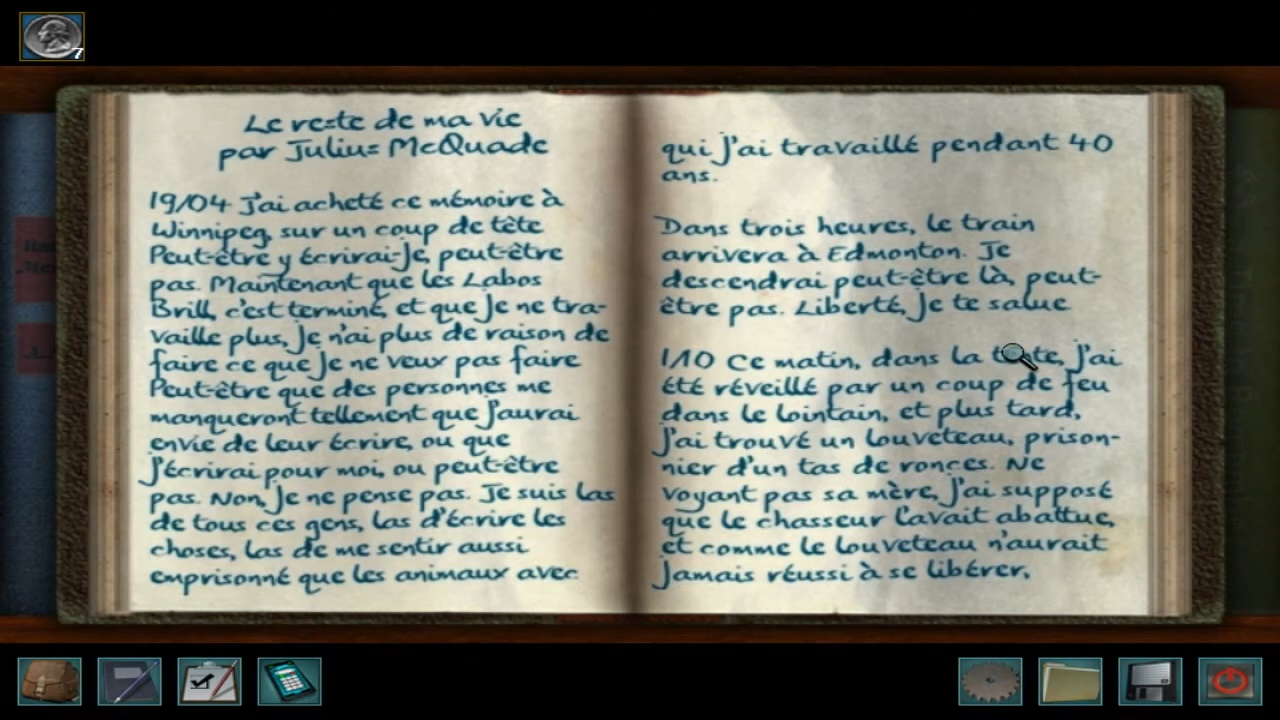 7
Le reste de ma vie
par Julius McQuade
19/04 J'ai acheté ce mémoire à
Winnipeg, sur un coup de tête
Peut-être y écrirai-je, peut-être
pas. Maintenant que les Labos
Brill, c'est terminé, et que je ne tra-
vaille plus, je n'ai plus de raison de
faire ce que je ne veux pas faire
Peut-être que des personnes me
manqueront tellement que j'aurai
envie de leur écrire, ou que
j'écrirai pour moi, ou peut-être
pas. Non, je ne pense pas. Je suis las
de tous ces gens, las d'écrire les
choses, las de me sentir aussi
emprisonné que les animaux avec
qui j'ai travaillé pendant 40
ans.
Dans trois heures, le train
arrivera à Edmonton. Je
descendrai peut-être là, peut-
être pas. Liberté, je te salue
1/10 Ce matin, dans la tente, j'ai
été réveillé par un coup de feu
dans le lointain, et plus tard,
j'ai trouvé un louveteau, prison-
nier d'un tas de ronces. Ne
voyant pas sa mère, j'ai supposé
que le chasseur l'avait abattue,
et comme le louveteau n'aurait
jamais réussi à se libérer,